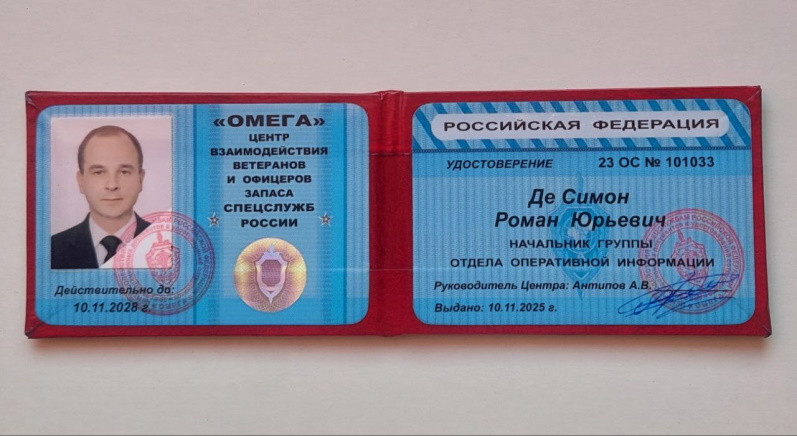 «ОМЕГА»
ЦЕНТР
ВЗАИМОДЕЙСТВИЯ
ВЕТЕРАНОВ
И ОФИЦЕРОВ
ЗАПАСА
СПЕЦСЛУЖБ
РОССИИ
Действительно до:
10.11.2028 г.
РОССИЙСКАЯ ФЕДЕРАЦИЯ
УДОСТОВЕРЕНИЕ 23 ОС № 101033
Де Симон
Роман Юрьевич
НАЧАЛЬНИК ГРУППЫ
ОТДЕЛА ОПЕРАТИВНОЙ ИНФОРМАЦИИ
Руководитель Центра: Антипов А.В.
Выдано: 10.11.2025 г.